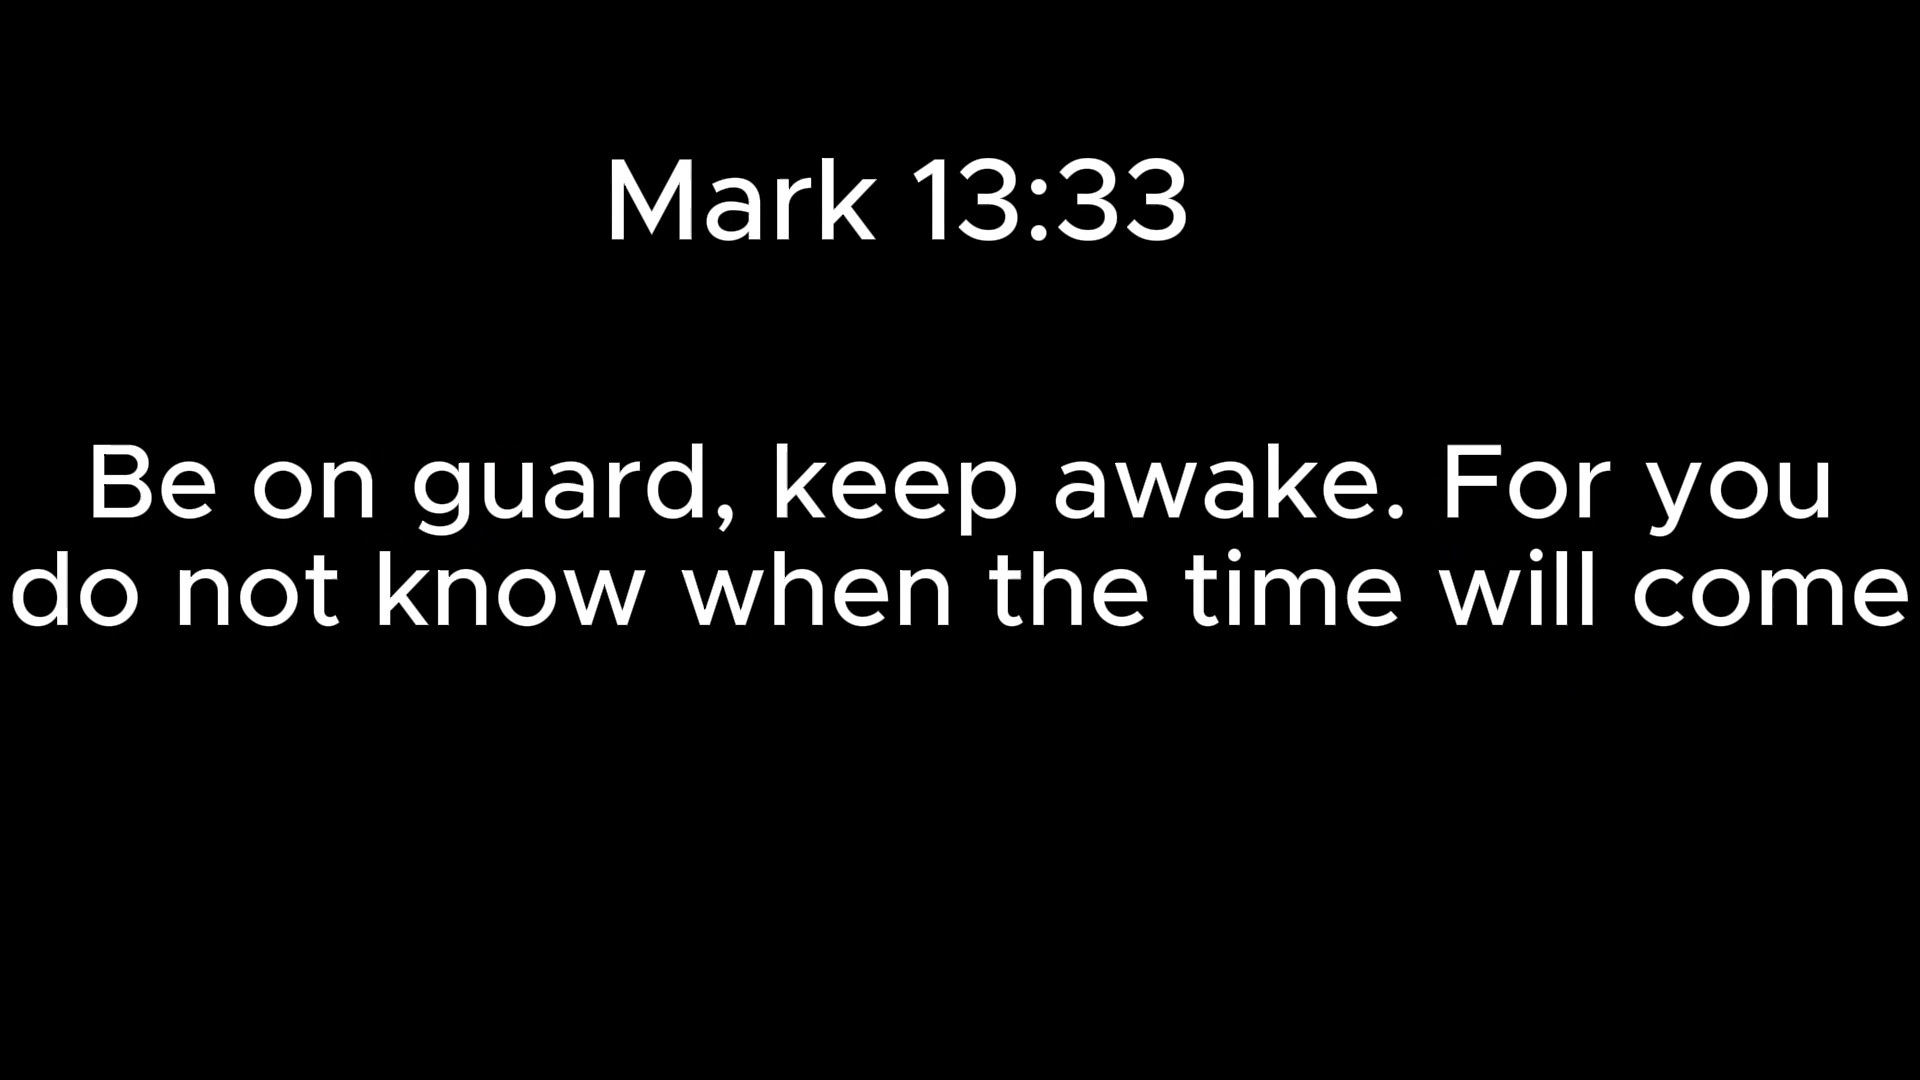 Mark 13:33
Be on guard, keep awake. For you
do not know when the time will come